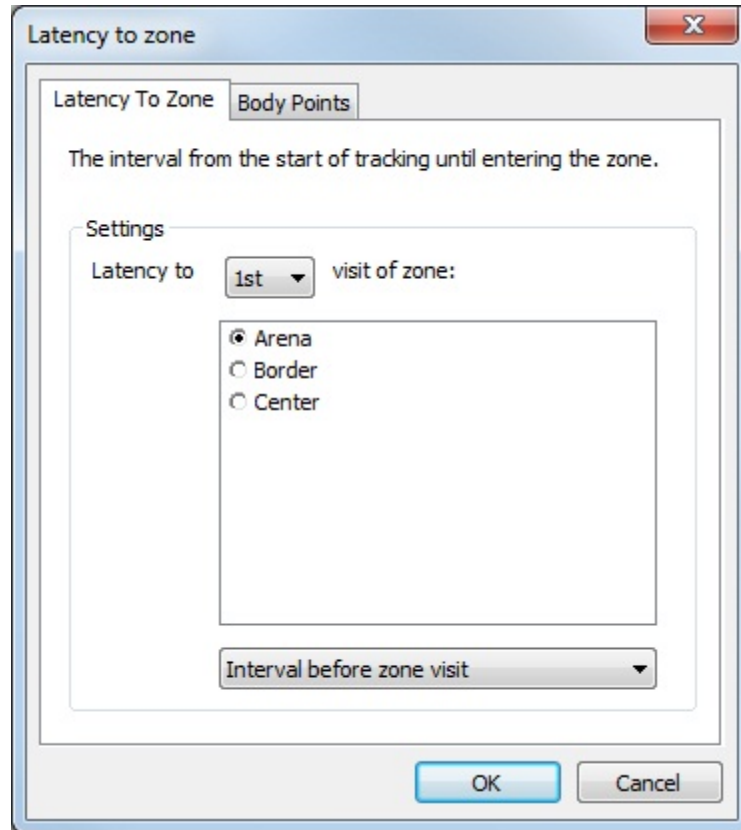 Latency to zone
Latency To Zone Body Points
The interval from the start of tracking until entering the zone.
Settings
Latency to 1st visit of zone:
Arena
Border
Center
Interval before zone visit
OK Cancel